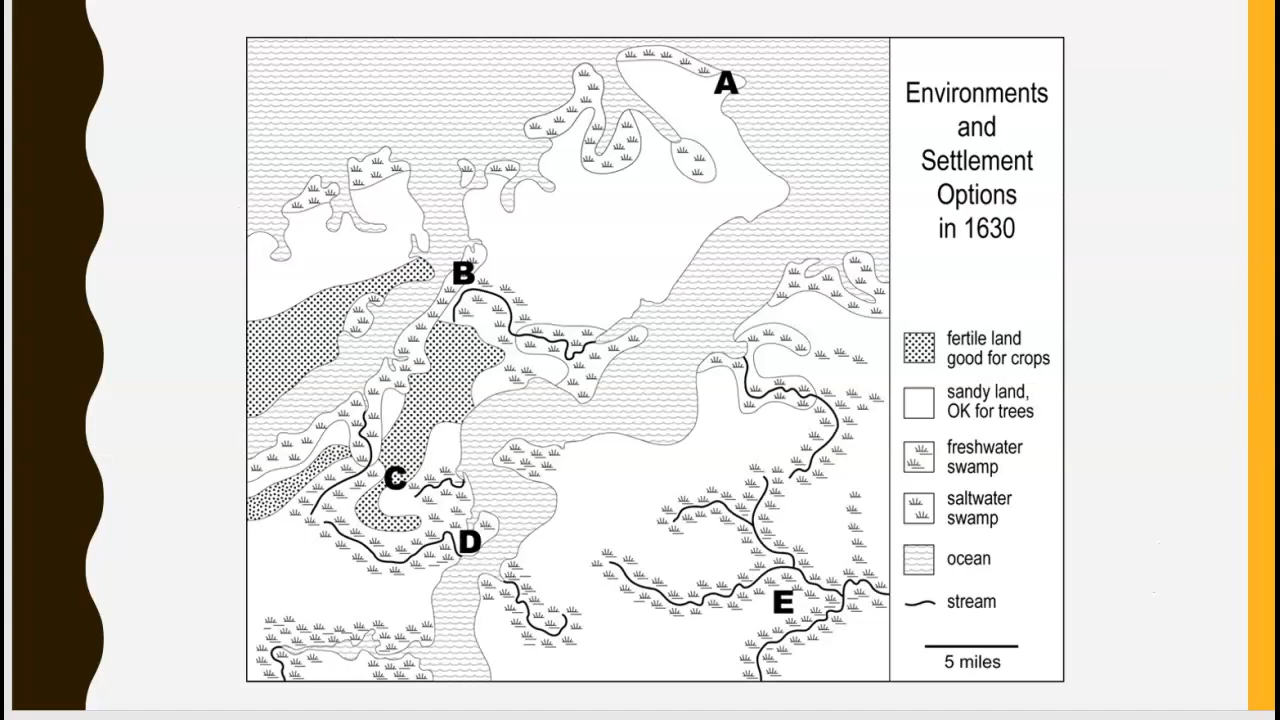 A
B
C
D
E
Environments
and
Settlement
Options
in 1630
fertile land
good for crops
sandy land,
OK for trees
freshwater
swamp
saltwater
swamp
ocean
stream
5 miles